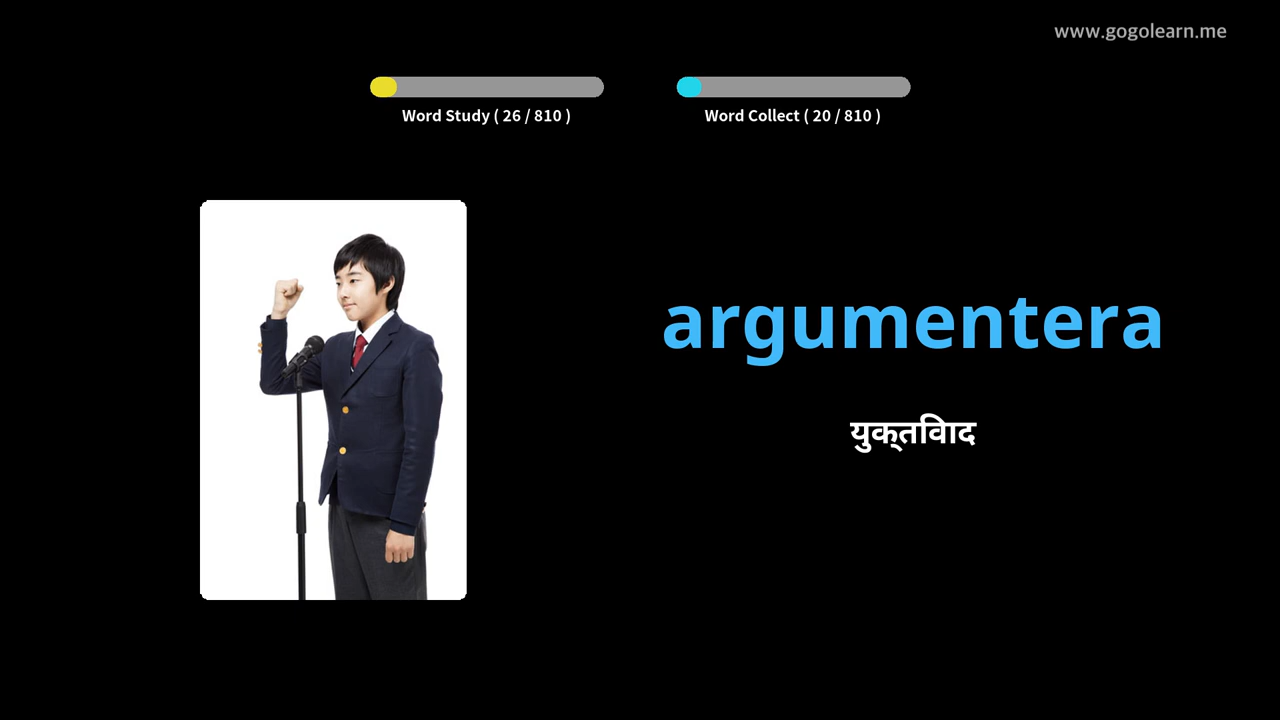 www.gogolearn.me
Word Study ( 26 / 810 )
Word Collect ( 20 / 810 )
argumentera
युक्तिवाद